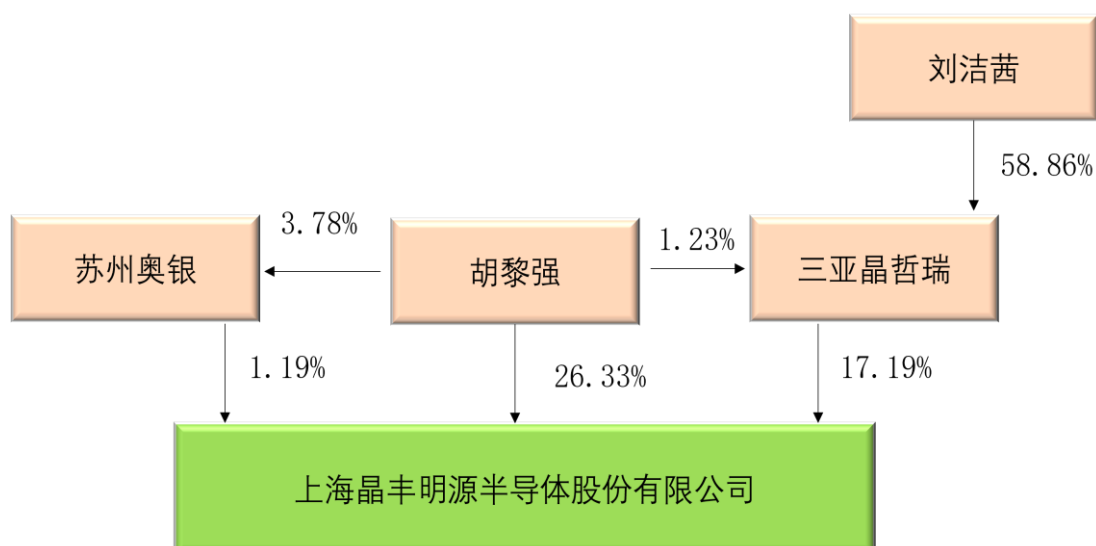 刘洁茜
58.86%
苏州奥银
3.78%
胡黎强
1.23%
三亚晶哲瑞
1.19%
26.33%
17.19%
上海晶丰明源半导体股份有限公司